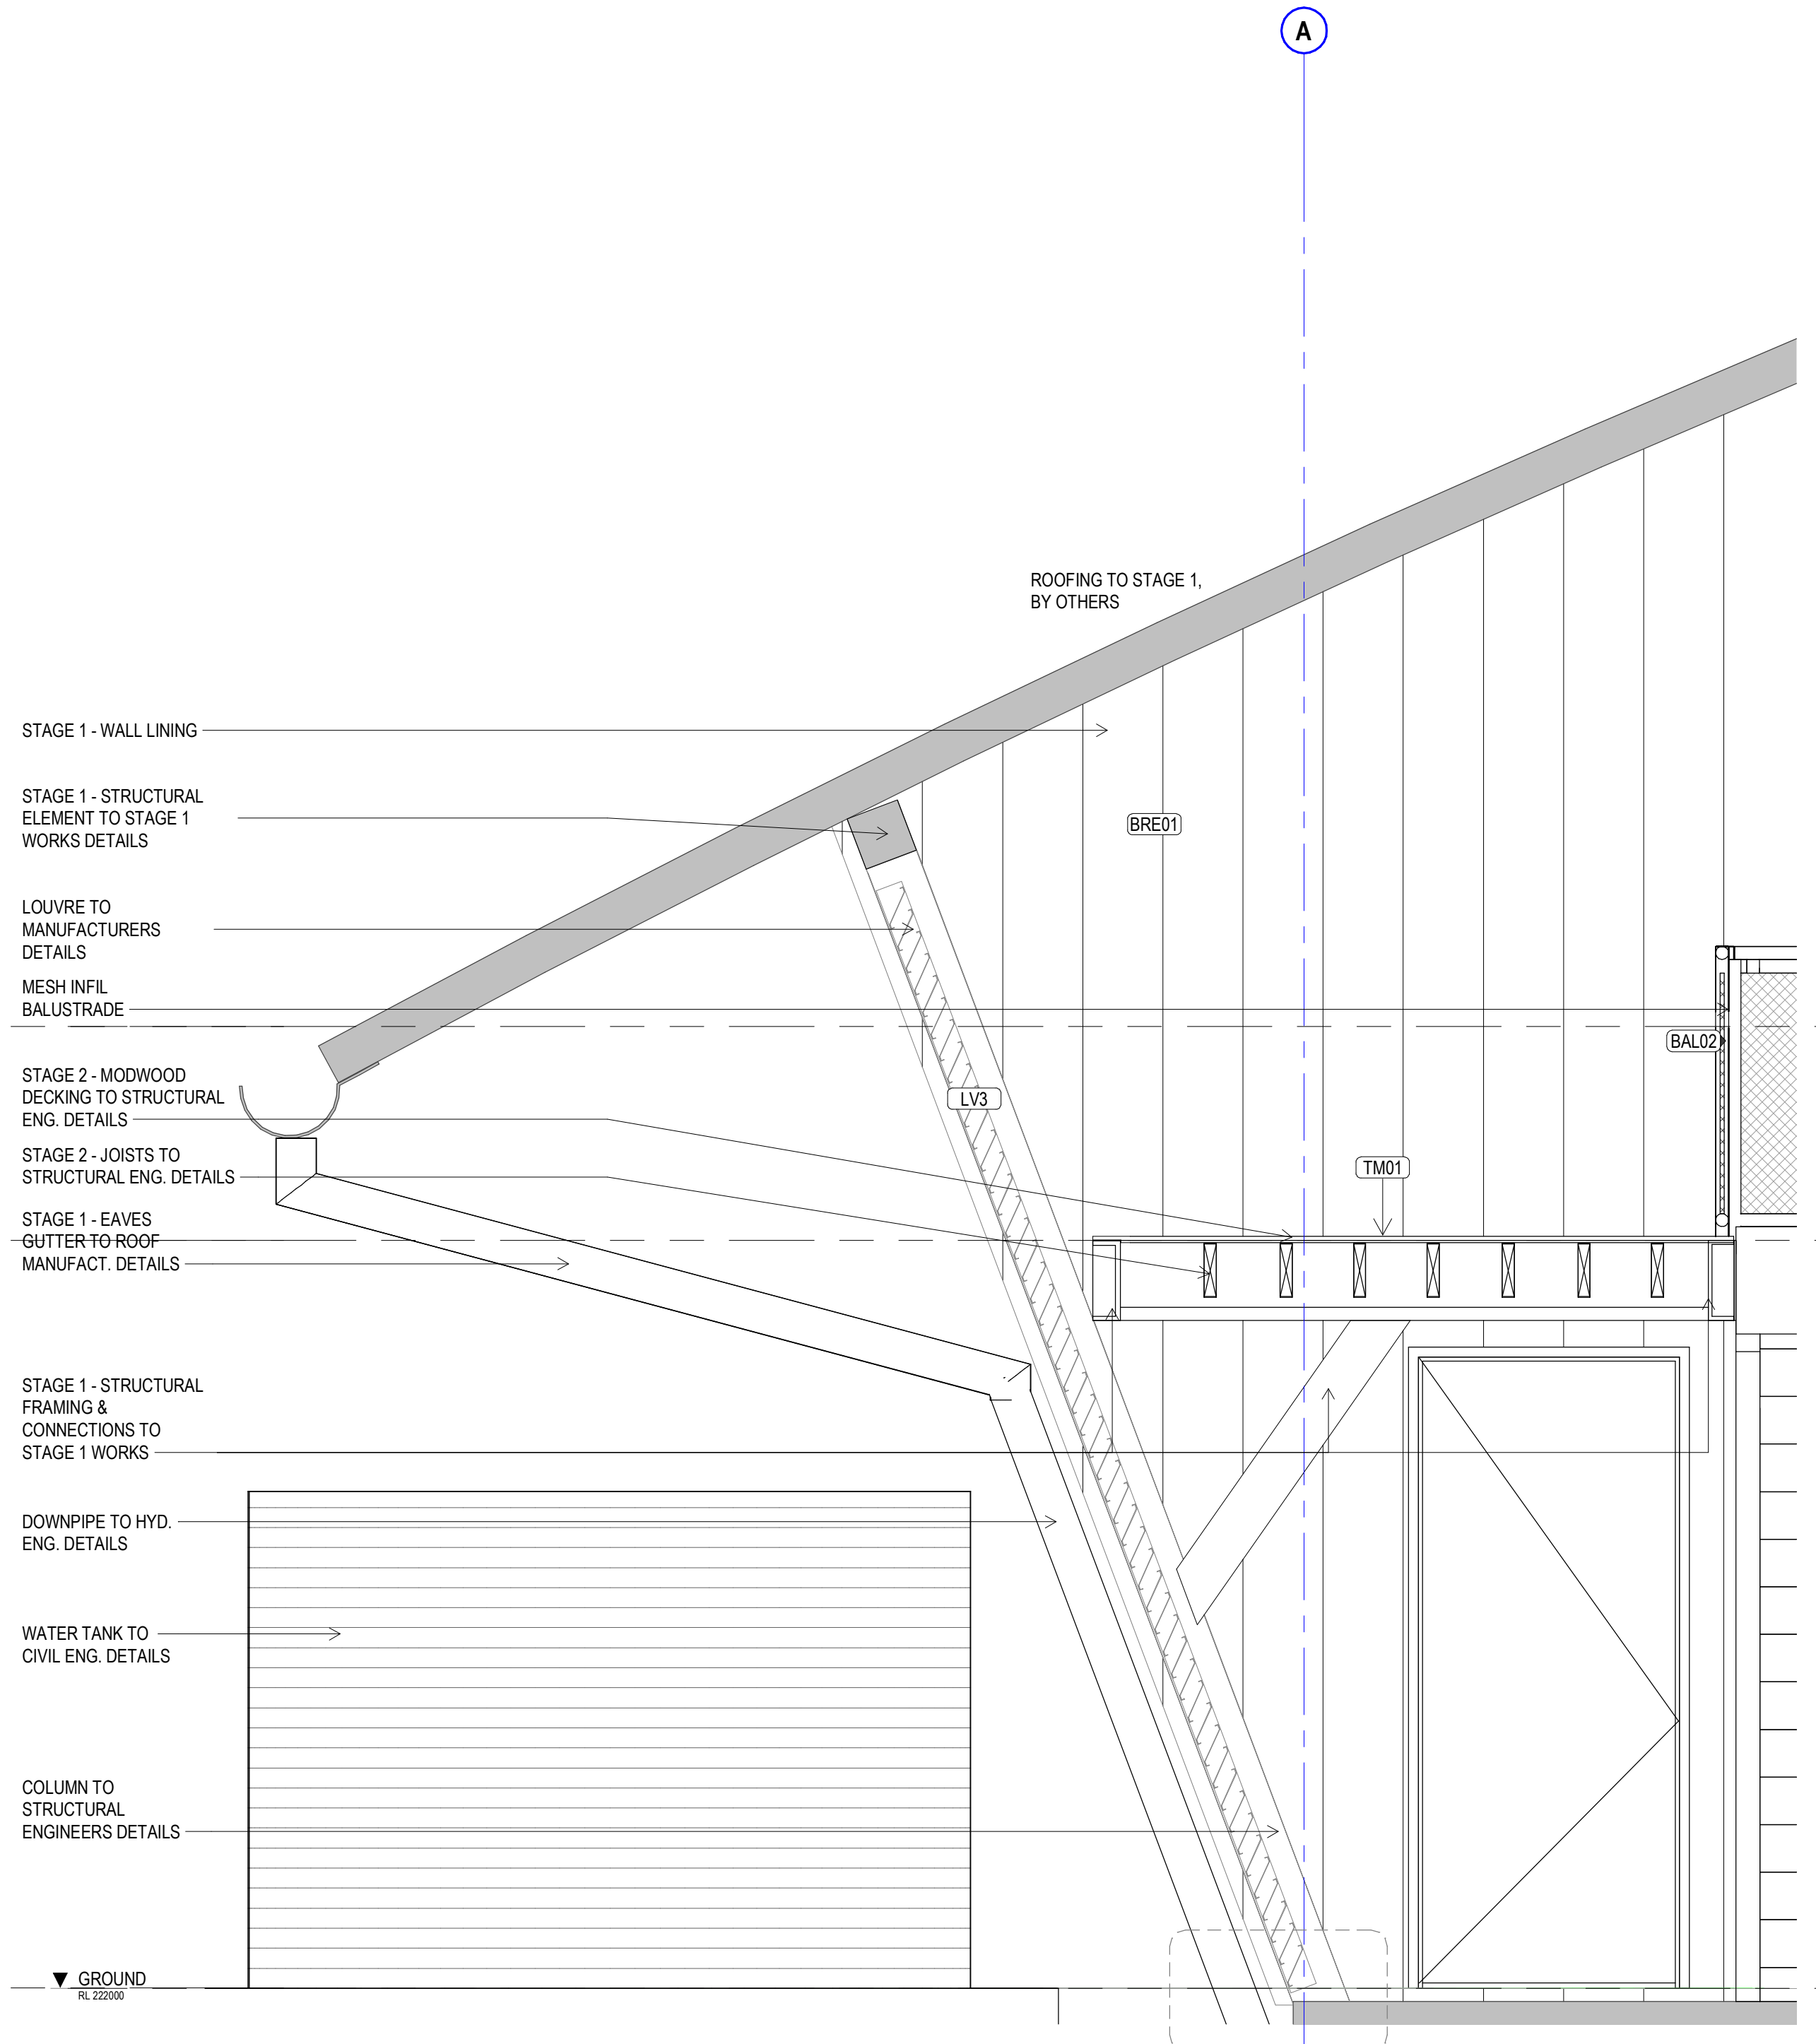 A
ROOFING TO STAGE 1,
BY OTHERS
STAGE 1 - WALL LINING
STAGE 1 - STRUCTURAL
ELEMENT TO STAGE 1
WORKS DETAILS
BRE01
LOUVRE TO
MANUFACTURERS
DETAILS
MESH INFIL
BALUSTRADE
BAL02
STAGE 2 - MODWOOD
DECKING TO STRUCTURAL
ENG. DETAILS
LV3
STAGE 2 - JOISTS TO
STRUCTURAL ENG. DETAILS
TM01
STAGE 1 - EAVES
GUTTER TO ROOF
MANUFACT. DETAILS
STAGE 1 - STRUCTURAL
FRAMING &
CONNECTIONS TO
STAGE 1 WORKS
DOWNPIPE TO HYD.
ENG. DETAILS
WATER TANK TO
CIVIL ENG. DETAILS
COLUMN TO
STRUCTURAL
ENGINEERS DETAILS
GROUND
RL 222000